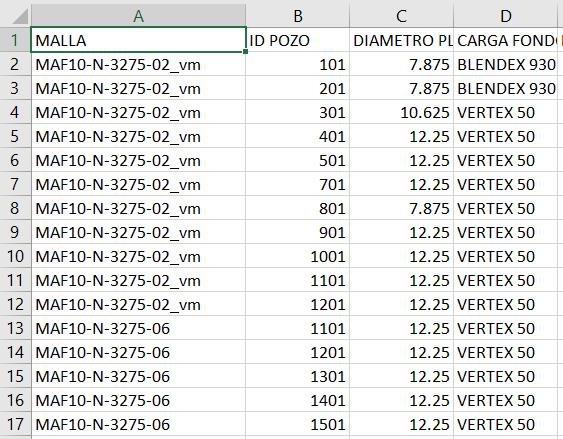 A B C D
1 MALLA ID POZO DIAMETRO PL CARGA FOND
2 MAF10-N-3275-02_vm 101 7.875 BLENDEX 930
3 MAF10-N-3275-02_vm 201 7.875 BLENDEX 930
4 MAF10-N-3275-02_vm 301 10.625 VERTEX 50
5 MAF10-N-3275-02_vm 401 12.25 VERTEX 50
6 MAF10-N-3275-02_vm 501 12.25 VERTEX 50
7 MAF10-N-3275-02_vm 701 12.25 VERTEX 50
8 MAF10-N-3275-02_vm 801 7.875 VERTEX 50
9 MAF10-N-3275-02_vm 901 12.25 VERTEX 50
10 MAF10-N-3275-02_vm 1001 12.25 VERTEX 50
11 MAF10-N-3275-02_vm 1101 12.25 VERTEX 50
12 MAF10-N-3275-02_vm 1201 12.25 VERTEX 50
13 MAF10-N-3275-06 1101 12.25 VERTEX 50
14 MAF10-N-3275-06 1201 12.25 VERTEX 50
15 MAF10-N-3275-06 1301 12.25 VERTEX 50
16 MAF10-N-3275-06 1401 12.25 VERTEX 50
17 MAF10-N-3275-06 1501 12.25 VERTEX 50